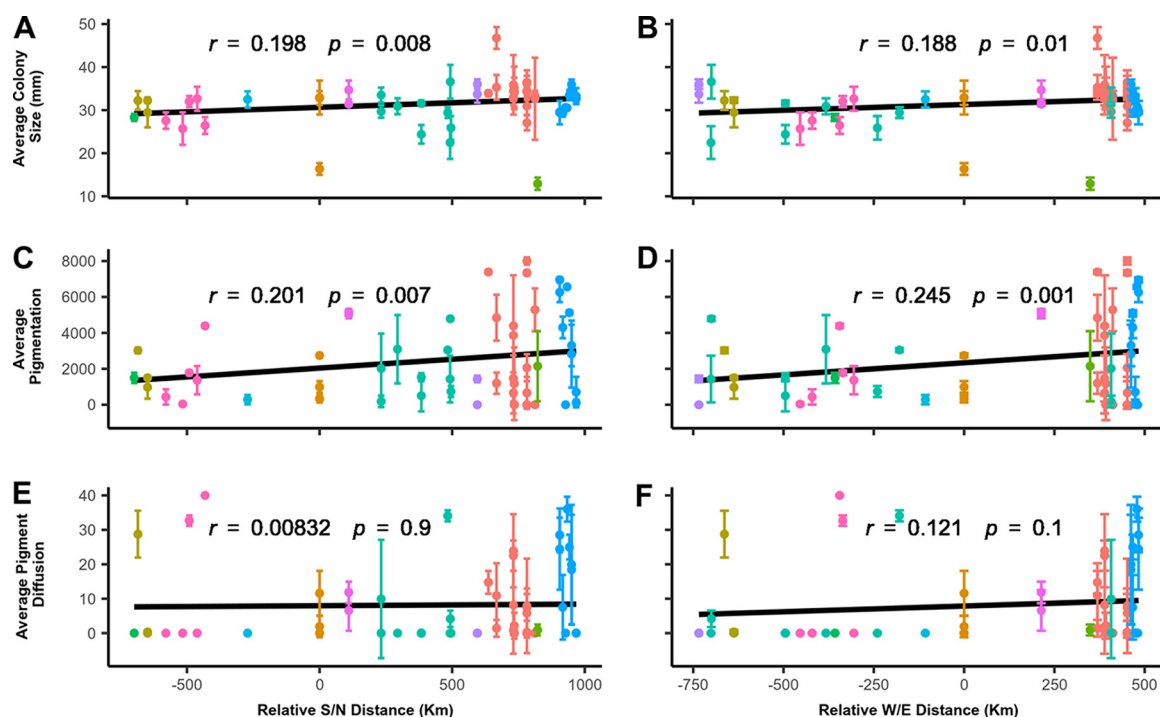 A
B
50
40
30
20
10
Average Colony
Size (mm)
r = 0.198 p = 0.008
r = 0.188 p = 0.01
C
D
8000
6000
4000
2000
0
Average
Pigmentation
r = 0.201 p = 0.007
r = 0.245 p = 0.001
E
F
40
30
20
10
0
Average Pigment
Diffusion
r = 0.00832 p = 0.9
r = 0.121 p = 0.1
-500 0 500 1000
-750 -500 -250 0 250 500
Relative S/N Distance (Km)
Relative W/E Distance (Km)